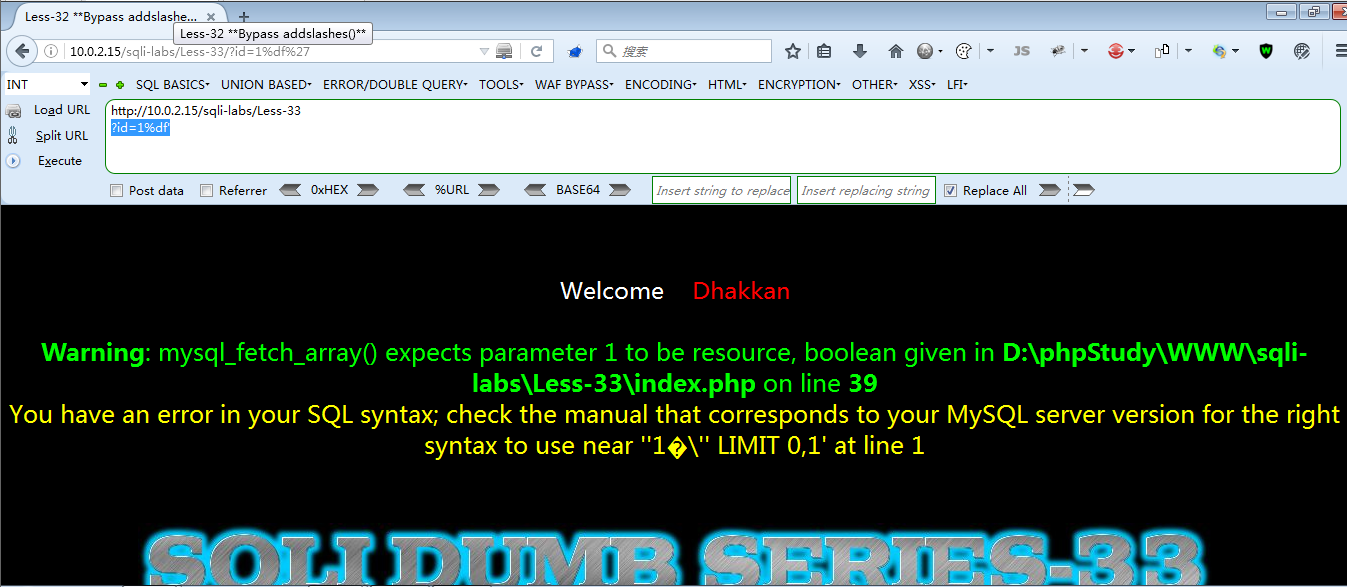 Less-32 **Bypass addslashe...
Less-32 **Bypass addslashes()**
10.0.2.15/sqli-labs/Less-33/?id=1%df%27
搜索
JS
INT
SQL BASICS
UNION BASED
ERROR/DOUBLE QUERY
TOOLS
WAF BYPASS
ENCODING
HTML
ENCRYPTION
OTHER
XSS
LFI
Load URL
http://10.0.2.15/sqli-labs/Less-33
?id=1%df'
Split URL
Execute
Post data
Referrer
0xHEX
%URL
BASE64
Insert string to replace
Insert replacing string
Replace All
Welcome Dhakkan
Warning: mysql_fetch_array() expects parameter 1 to be resource, boolean given in D:\phpStudy\WWW\sqli-
labs\Less-33\index.php on line 39
You have an error in your SQL syntax; check the manual that corresponds to your MySQL server version for the right
syntax to use near ''1�\'' LIMIT 0,1' at line 1
SQLI DUMB SERIES-33